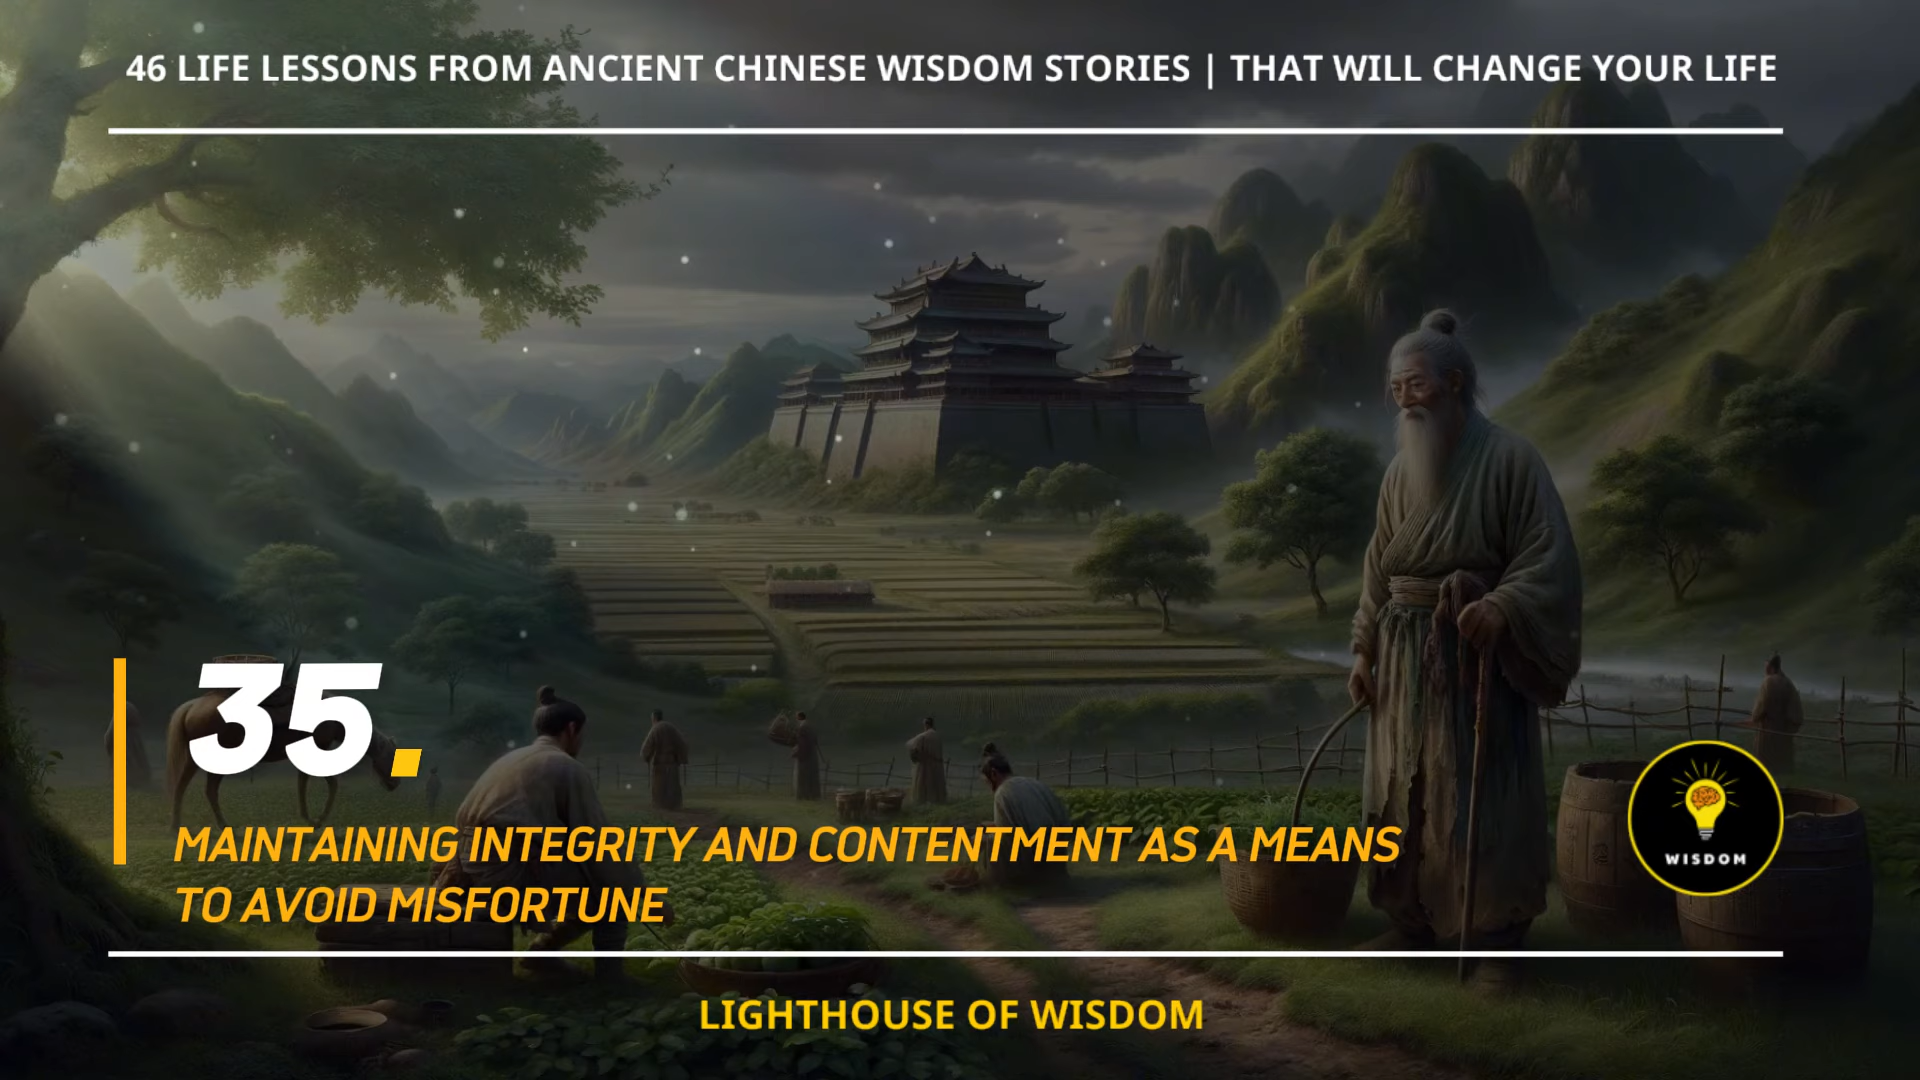 46 LIFE LESSONS FROM ANCIENT CHINESE WISDOM STORIES | THAT WILL CHANGE YOUR LIFE
35.
MAINTAINING INTEGRITY AND CONTENTMENT AS A MEANS
TO AVOID MISFORTUNE
WISDOM
LIGHTHOUSE OF WISDOM